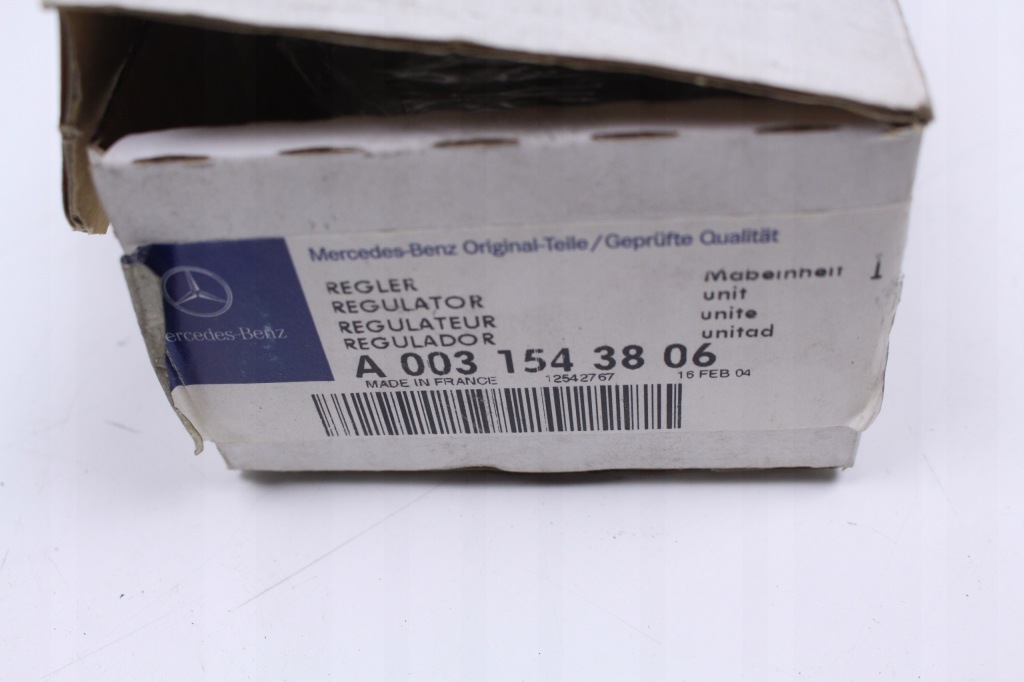 Mercedes-Benz Original-Teile/Geprüfte Qualität
Mercedes-Benz
REGLER
REGULATOR
REGULATEUR
REGULADOR
Mabeinheit 1
unit
unite
unitad
A 003 154 38 06
MADE IN FRANCE 12542767 16 FEB 04